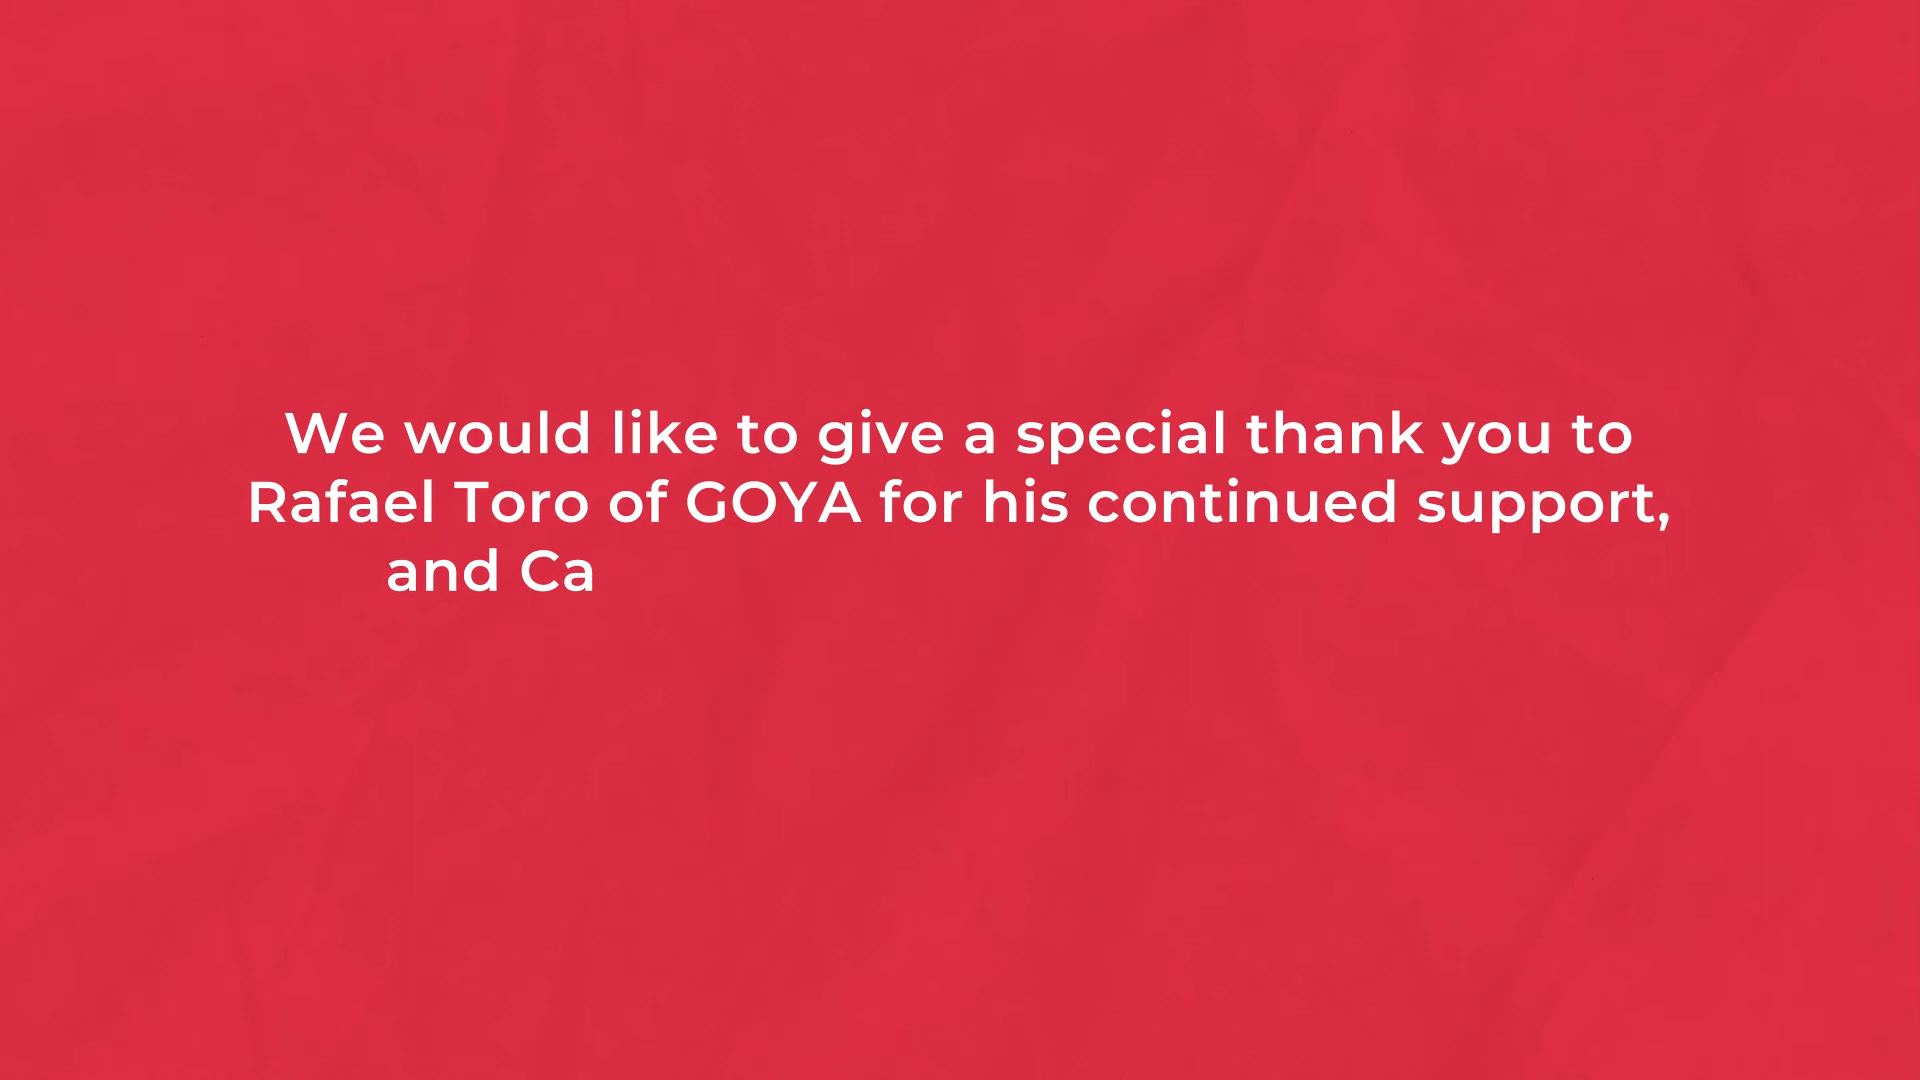 We would like to give a special thank you to
Rafael Toro of GOYA for his continued support,
and Ca